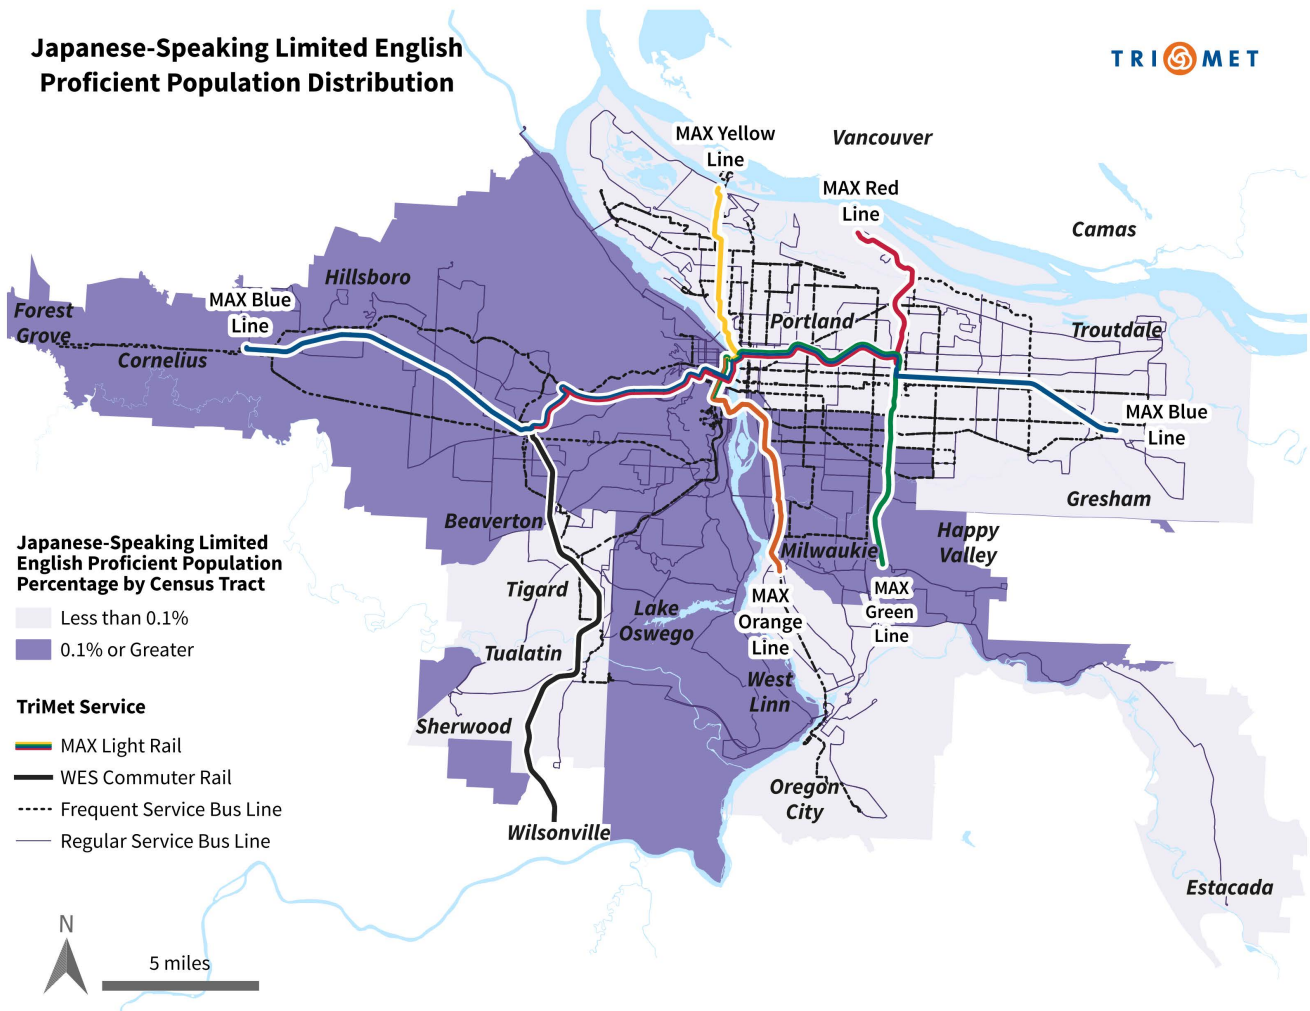 Japanese-Speaking Limited English
Proficient Population Distribution
TRI MET
MAX Yellow
Line
Vancouver
MAX Red
Line
Camas
Hillsboro
MAX Blue
Line
Forest
Grove
Cornelius
Portland
Troutdale
MAX Blue
Line
Gresham
Beaverton
Happy
Valley
Milwaukie
Tigard
Lake
Oswego
MAX
Orange
Line
MAX
Green
Line
Tualatin
West
Linn
Sherwood
Oregon
City
Wilsonville
Estacada
Japanese-Speaking Limited
English Proficient Population
Percentage by Census Tract
Less than 0.1%
0.1% or Greater
TriMet Service
MAX Light Rail
WES Commuter Rail
Frequent Service Bus Line
Regular Service Bus Line
N
5 miles